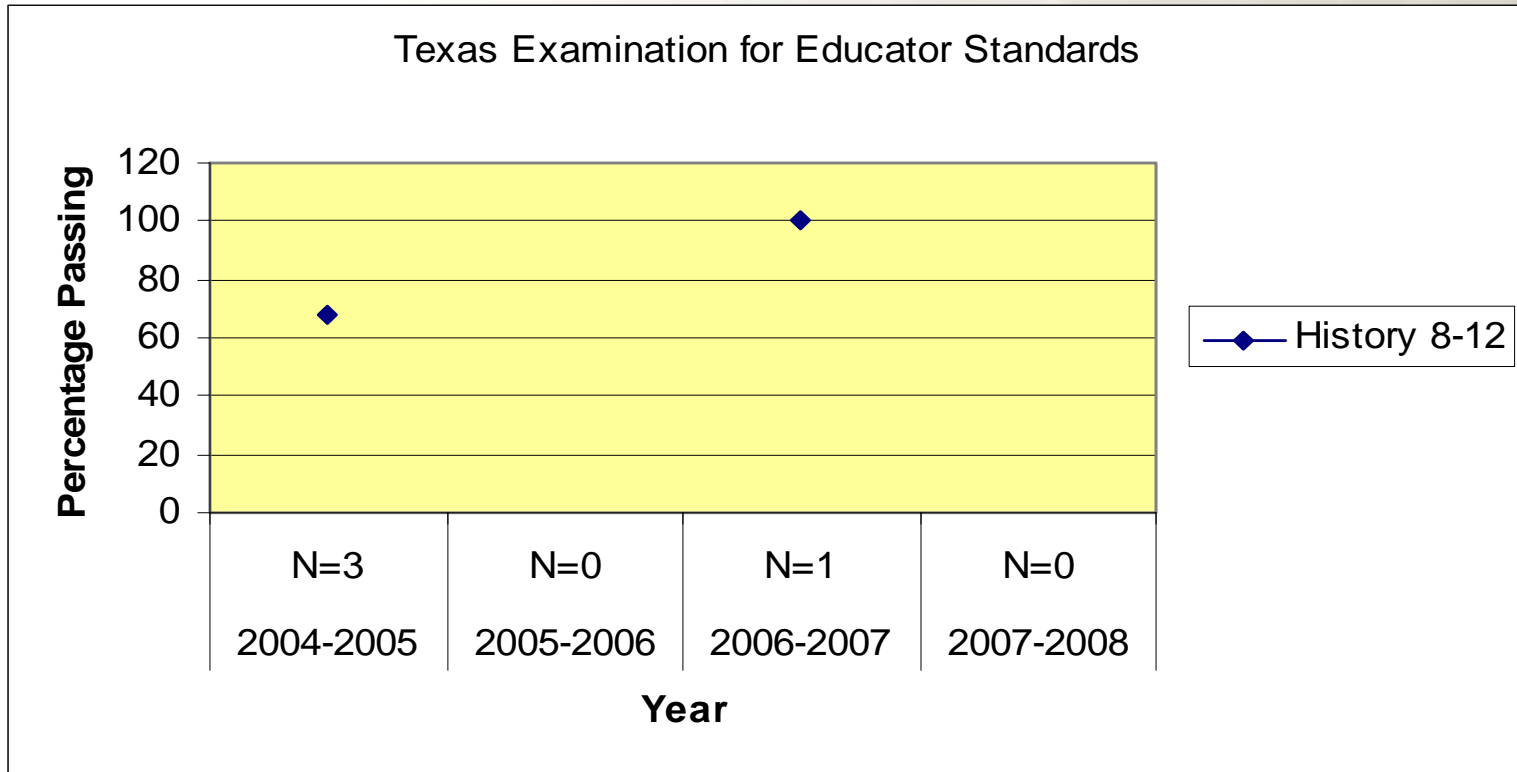 Texas Examination for Educator Standards
120
100
80
60
40
20
0
Percentage Passing
N=3 N=0 N=1 N=0
2004-2005 2005-2006 2006-2007 2007-2008
Year
History 8-12